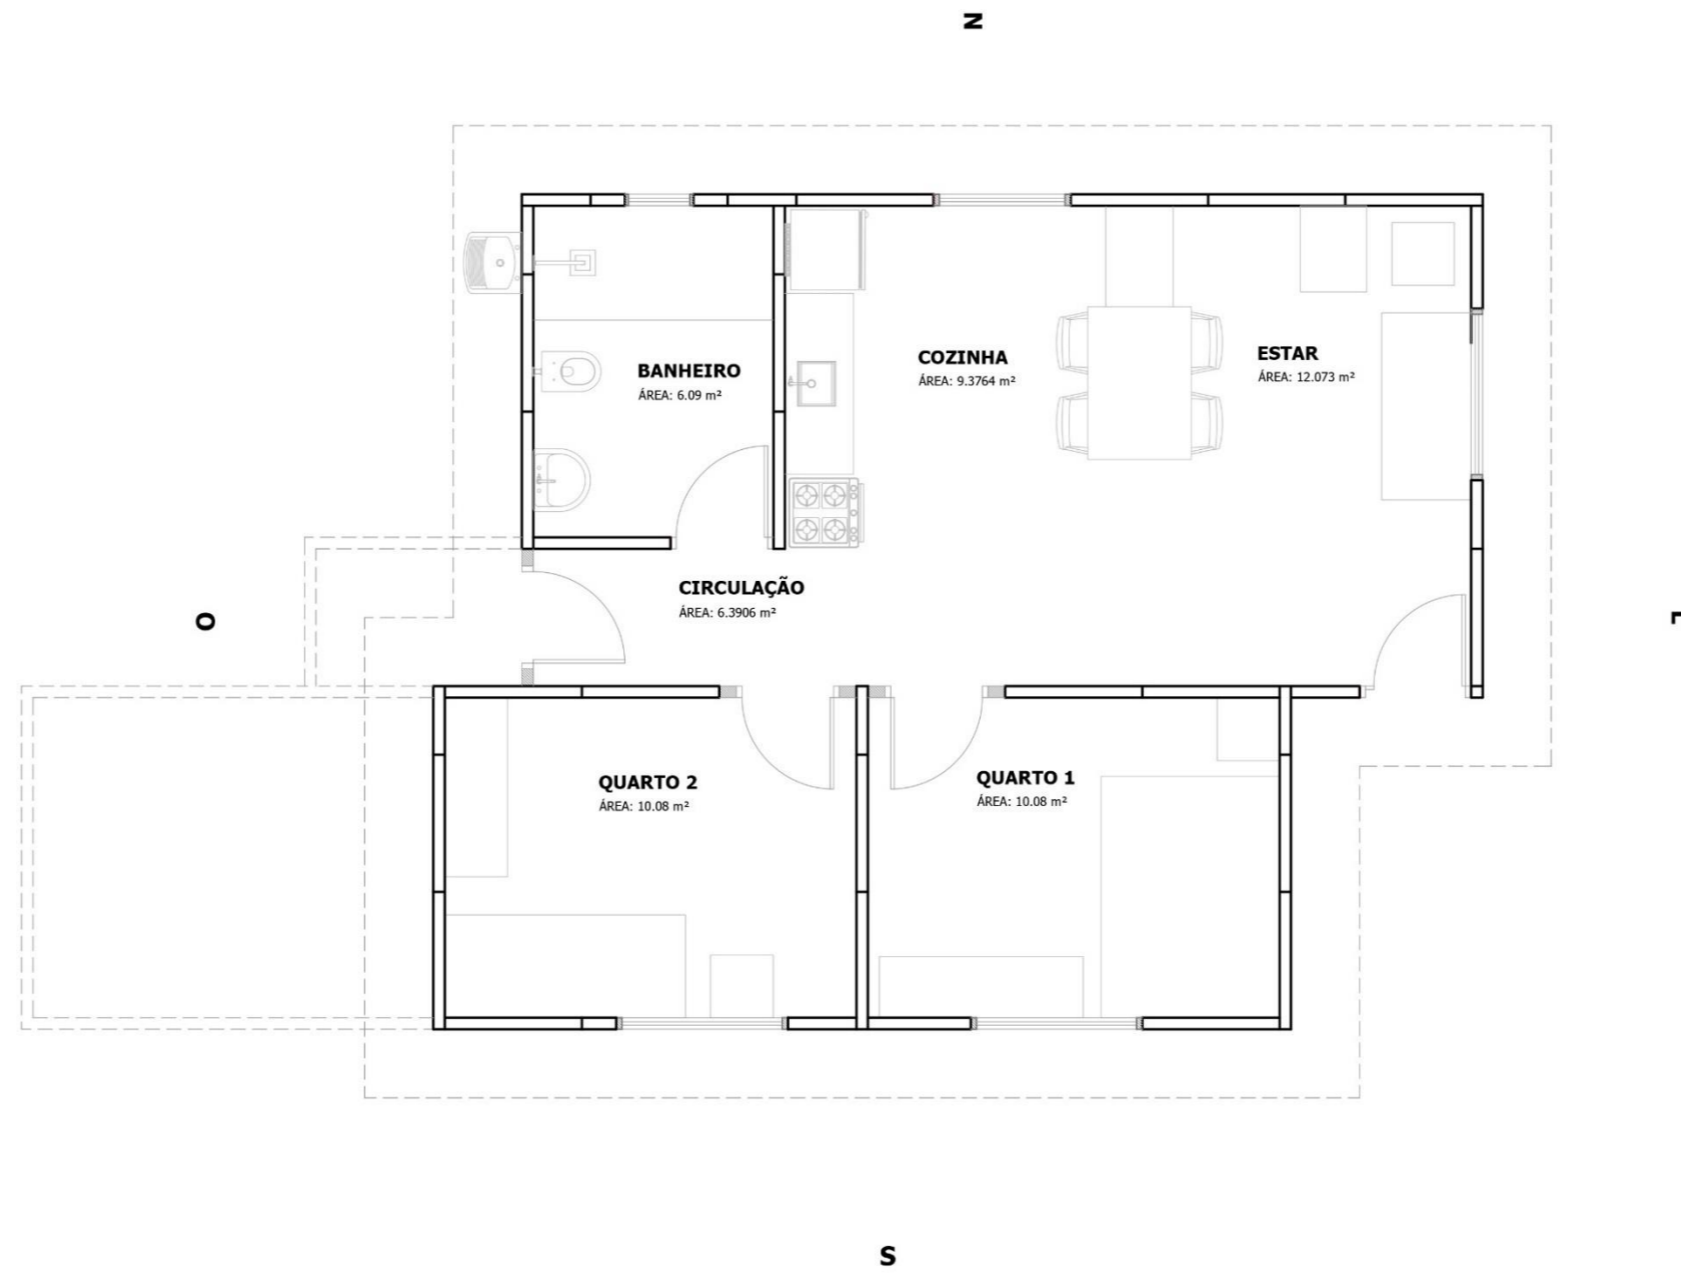 N
BANHEIRO
ÁREA: 6.09 m²
COZINHA
ÁREA: 9.3764 m²
ESTAR
ÁREA: 12.073 m²
CIRCULAÇÃO
ÁREA: 6.3906 m²
O
L
QUARTO 2
ÁREA: 10.08 m²
QUARTO 1
ÁREA: 10.08 m²
S